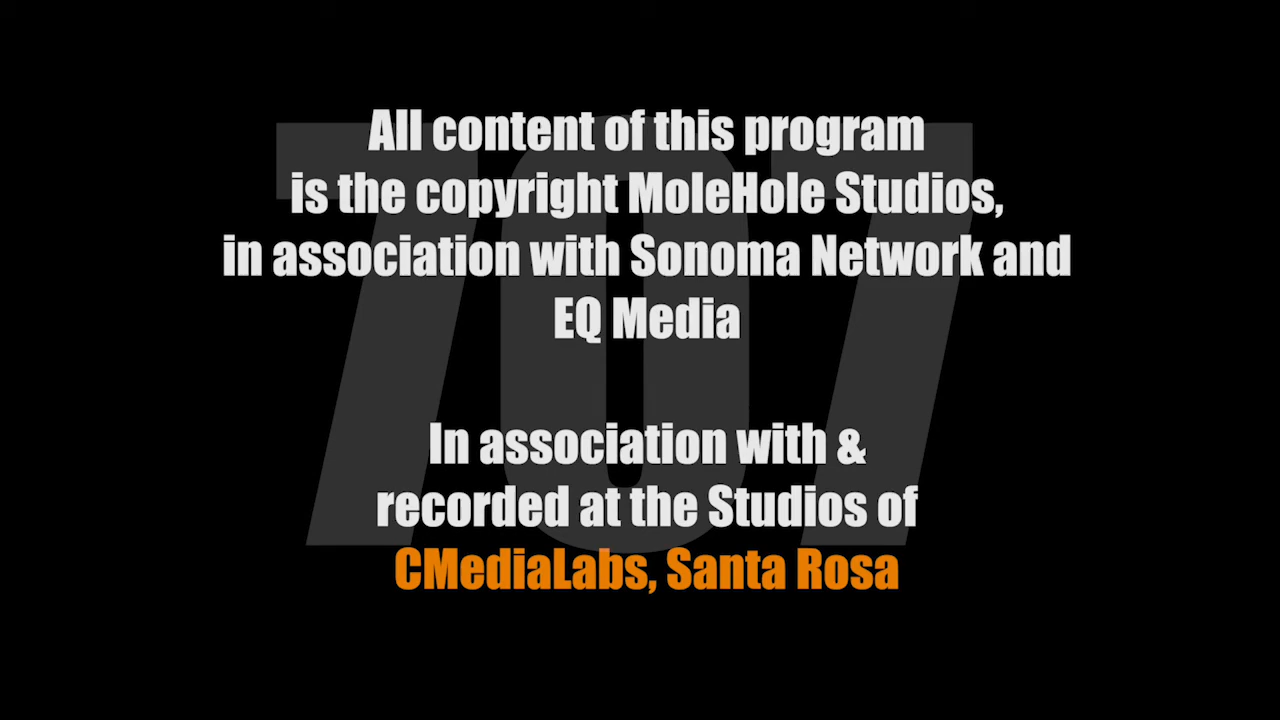 707
All content of this program
is the copyright MoleHole Studios,
in association with Sonoma Network and
EQ Media
In association with &
recorded at the Studios of
CMediaLabs, Santa Rosa